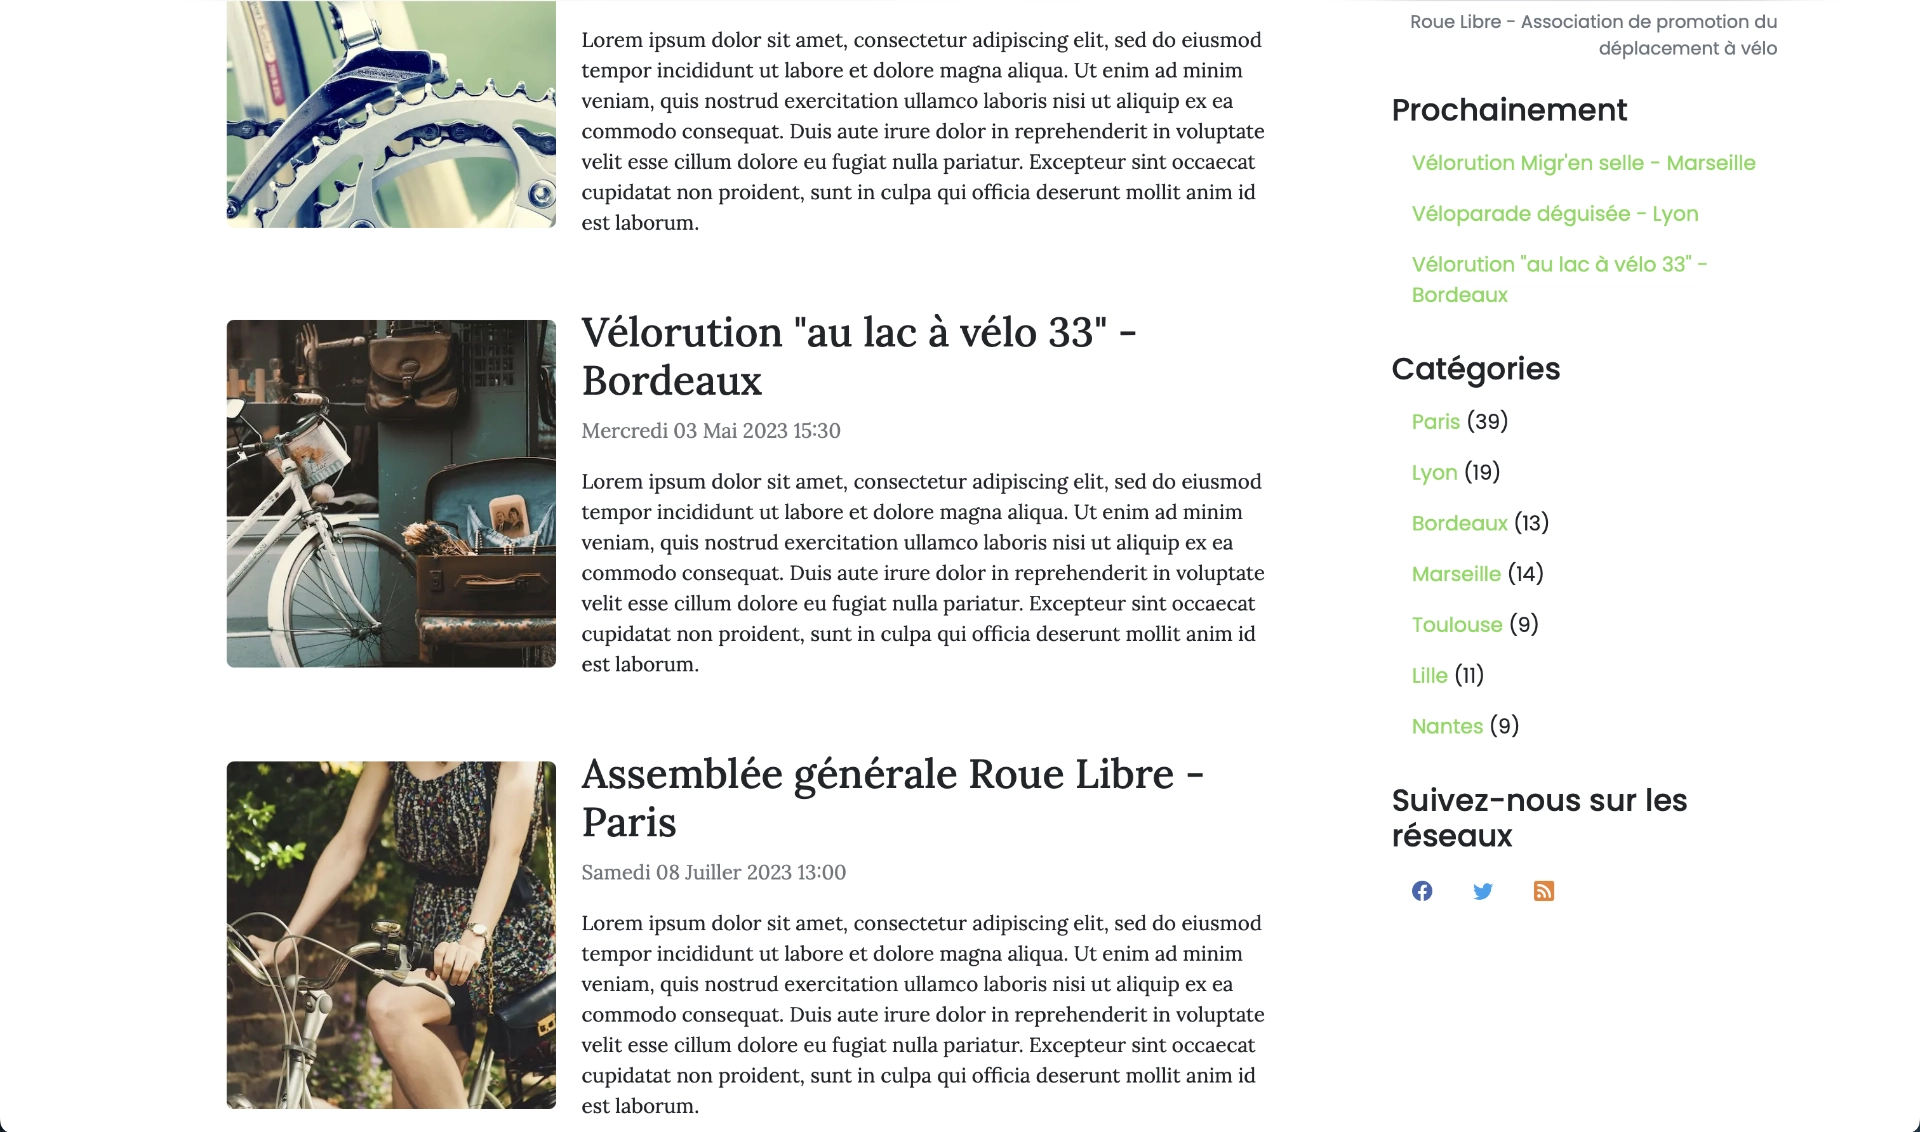 Lorem ipsum dolor sit amet, consectetur adipiscing elit, sed do eiusmod
tempor incididunt ut labore et dolore magna aliqua. Ut enim ad minim
veniam, quis nostrud exercitation ullamco laboris nisi ut aliquip ex ea
commodo consequat. Duis aute irure dolor in reprehenderit in voluptate
velit esse cillum dolore eu fugiat nulla pariatur. Excepteur sint occaecat
cupidatat non proident, sunt in culpa qui officia deserunt mollit anim id
est laborum.
Vélorution "au lac à vélo 33" -
Bordeaux
Mercredi 03 Mai 2023 15:30
Lorem ipsum dolor sit amet, consectetur adipiscing elit, sed do eiusmod
tempor incididunt ut labore et dolore magna aliqua. Ut enim ad minim
veniam, quis nostrud exercitation ullamco laboris nisi ut aliquip ex ea
commodo consequat. Duis aute irure dolor in reprehenderit in voluptate
velit esse cillum dolore eu fugiat nulla pariatur. Excepteur sint occaecat
cupidatat non proident, sunt in culpa qui officia deserunt mollit anim id
est laborum.
Assemblée générale Roue Libre -
Paris
Samedi 08 Juiller 2023 13:00
Lorem ipsum dolor sit amet, consectetur adipiscing elit, sed do eiusmod
tempor incididunt ut labore et dolore magna aliqua. Ut enim ad minim
veniam, quis nostrud exercitation ullamco laboris nisi ut aliquip ex ea
commodo consequat. Duis aute irure dolor in reprehenderit in voluptate
velit esse cillum dolore eu fugiat nulla pariatur. Excepteur sint occaecat
cupidatat non proident, sunt in culpa qui officia deserunt mollit anim id
est laborum.
Roue Libre - Association de promotion du
déplacement à vélo
Prochainement
Vélorution Migr'en selle - Marseille
Véloparade déguisée - Lyon
Vélorution "au lac à vélo 33" -
Bordeaux
Catégories
Paris (39)
Lyon (19)
Bordeaux (13)
Marseille (14)
Toulouse (9)
Lille (11)
Nantes (9)
Suivez-nous sur les
réseaux